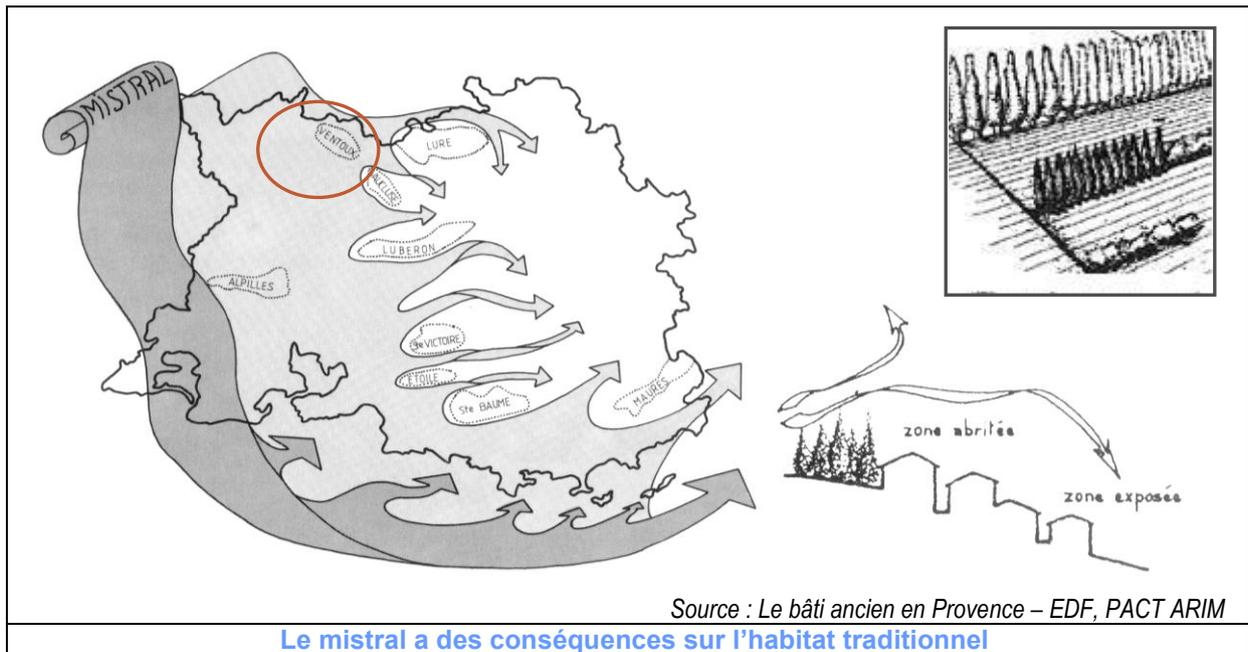 MISTRAL
VENTOUX
LURE
VAUCLUSE
LUBERON
ALPILLES
Ste VICTOIRE
ETOILE
Ste BAUME
MAURES
zone abritée
zone exposée
Source : Le bâti ancien en Provence – EDF, PACT ARIM
Le mistral a des conséquences sur l’habitat traditionnel